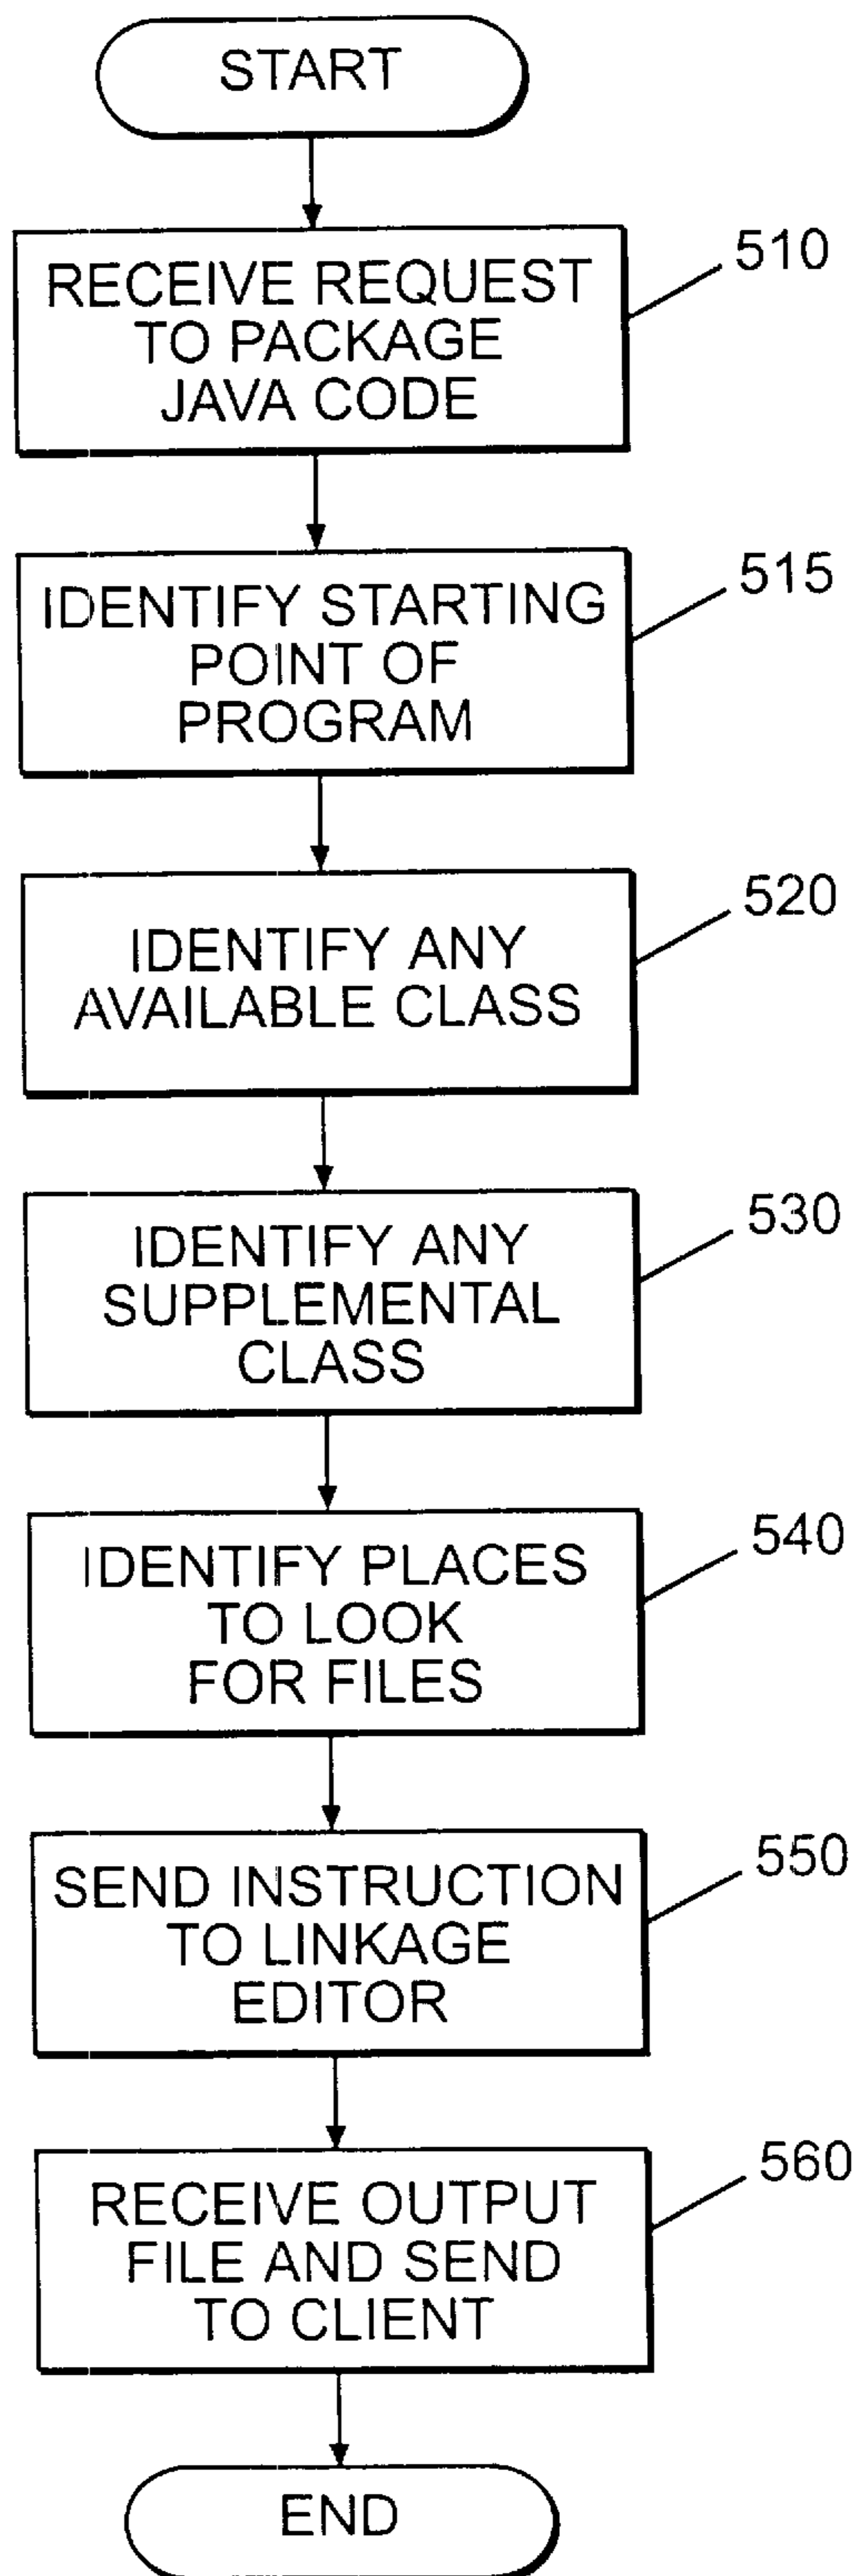 START
RECEIVE REQUEST
TO PACKAGE
JAVA CODE
510
IDENTIFY STARTING
POINT OF
PROGRAM
515
IDENTIFY ANY
AVAILABLE CLASS
520
IDENTIFY ANY
SUPPLEMENTAL
CLASS
530
IDENTIFY PLACES
TO LOOK
FOR FILES
540
SEND INSTRUCTION
TO LINKAGE
EDITOR
550
RECEIVE OUTPUT
FILE AND SEND
TO CLIENT
560
END